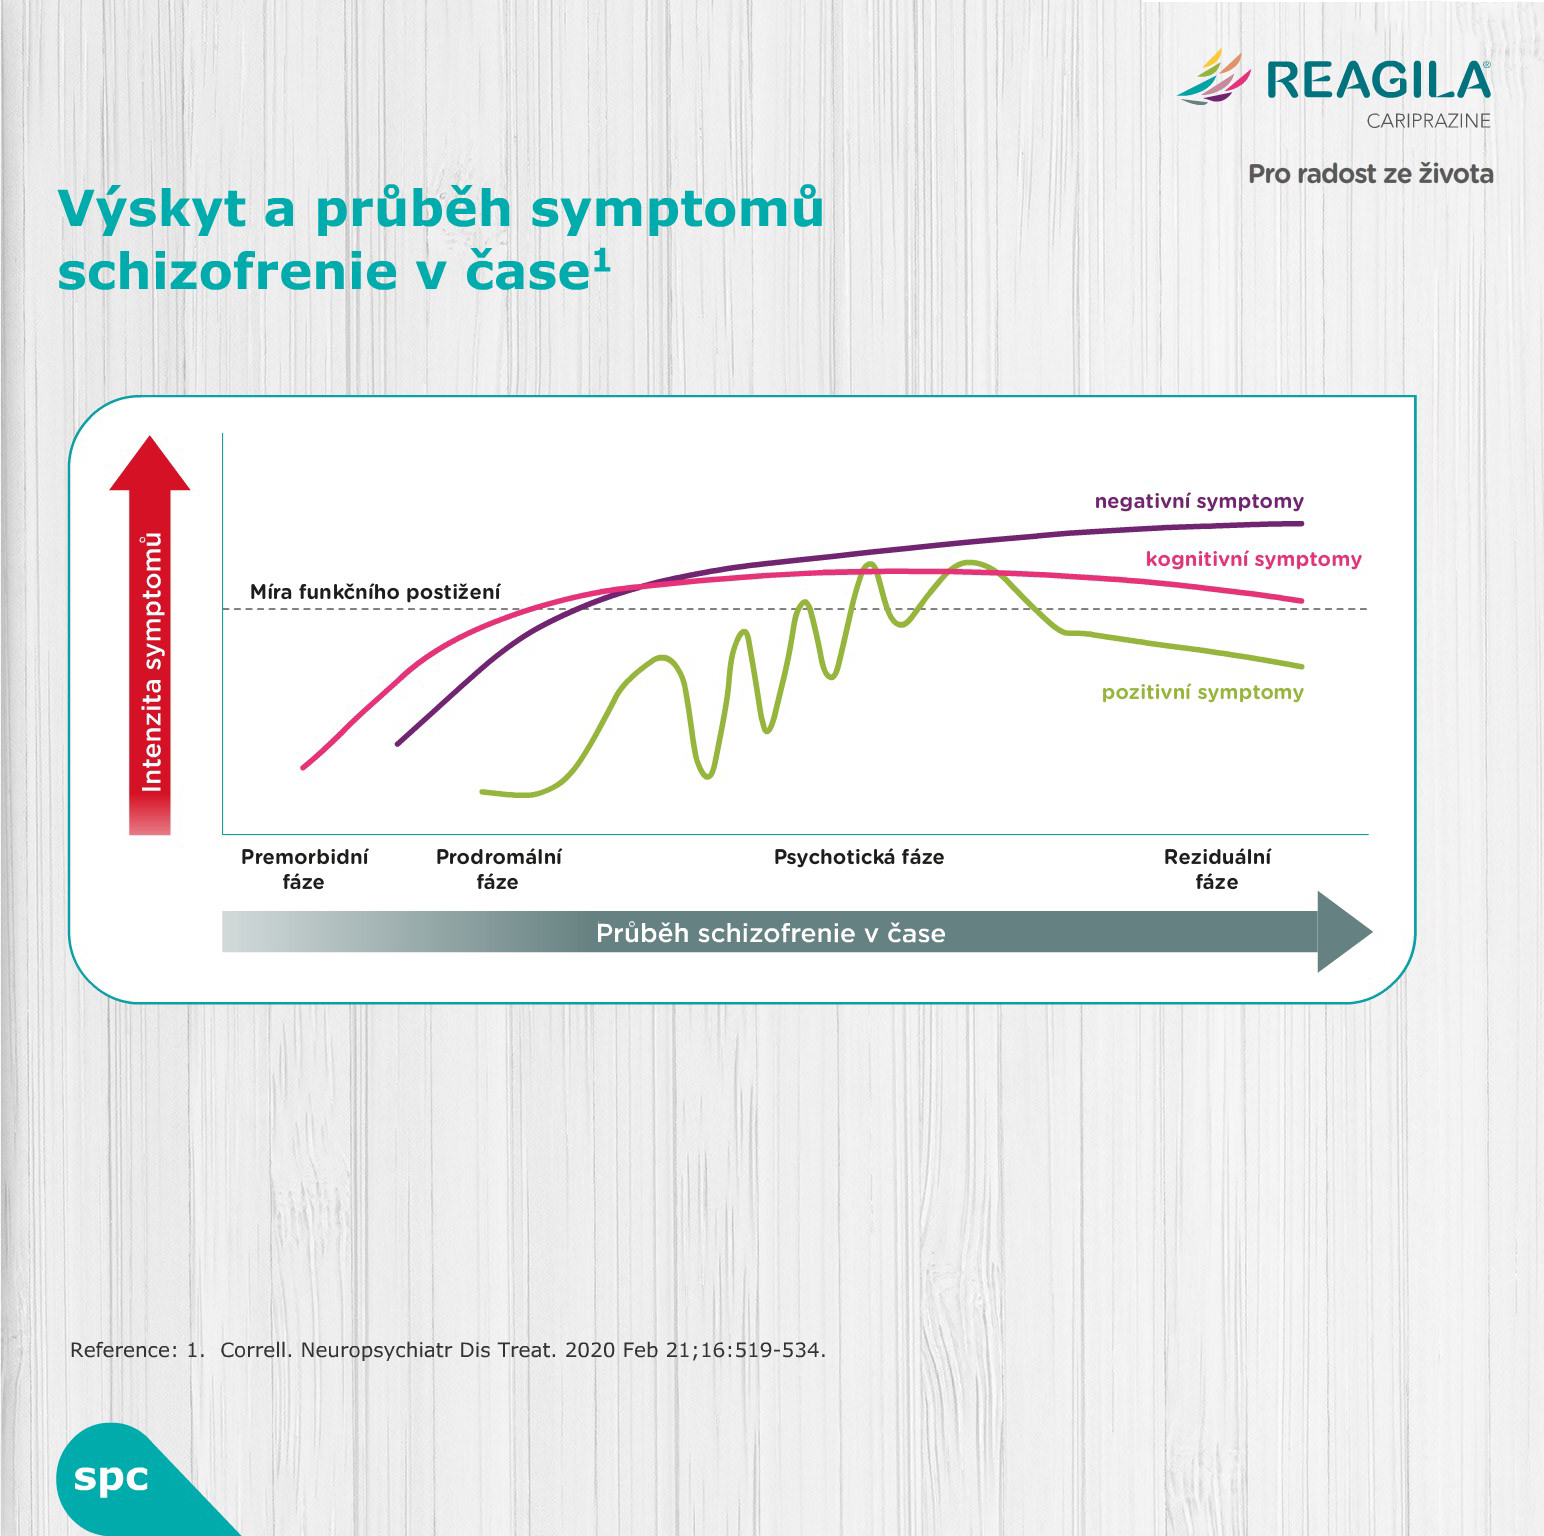 REAGILA®
CARIPRAZINE
Pro radost ze života
Výskyt a průběh symptomů
schizofrenie v čase1
Intenzita symptomů
negativní symptomy
kognitivní symptomy
Míra funkčního postižení
pozitivní symptomy
Premorbidní
fáze
Prodromální
fáze
Psychotická fáze
Reziduální
fáze
Průběh schizofrenie v čase
Reference: 1. Correll. Neuropsychiatr Dis Treat. 2020 Feb 21;16:519-534.
spc